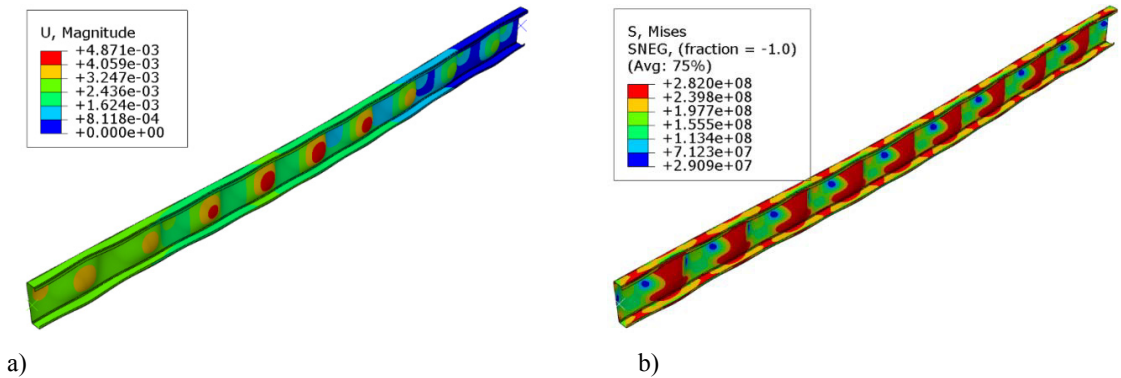 U, Magnitude
+4.871e-03
+4.059e-03
+3.247e-03
+2.436e-03
+1.624e-03
+8.118e-04
+0.000e+00
S, Mises
SNEG, (fraction = -1.0)
(Avg: 75%)
+2.820e+08
+2.398e+08
+1.977e+08
+1.555e+08
+1.134e+08
+7.123e+07
+2.909e+07
a)
b)